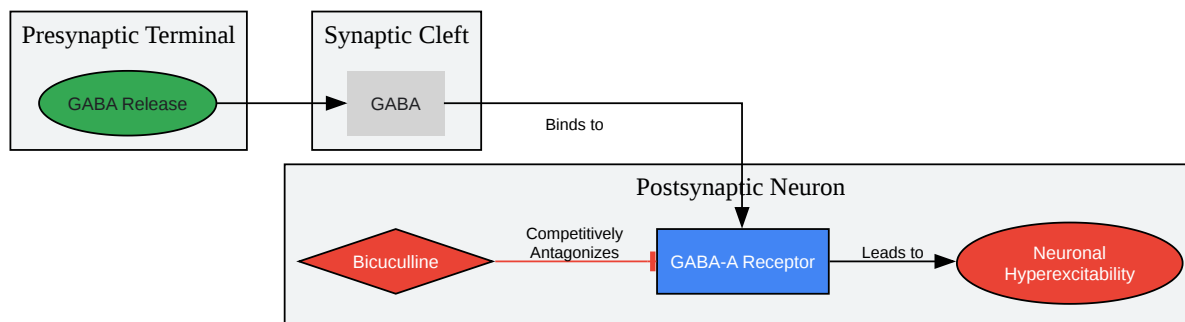 Presynaptic Terminal
GABA Release
Synaptic Cleft
GABA
Binds to
Postsynaptic Neuron
Bicuculline
Competitively
Antagonizes
GABA-A Receptor
Leads to
Neuronal
Hyperexcitability